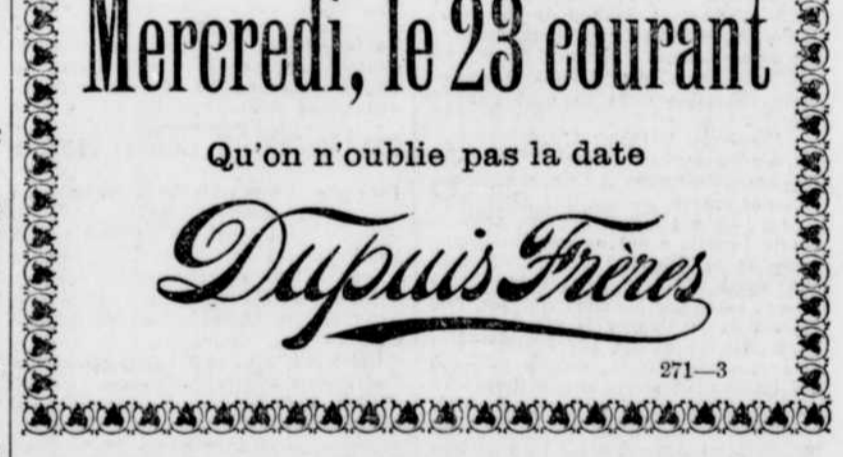 Mercredi, le 23 courant
Qu'on n'oublie pas la date
Dupuis Frères
271—3